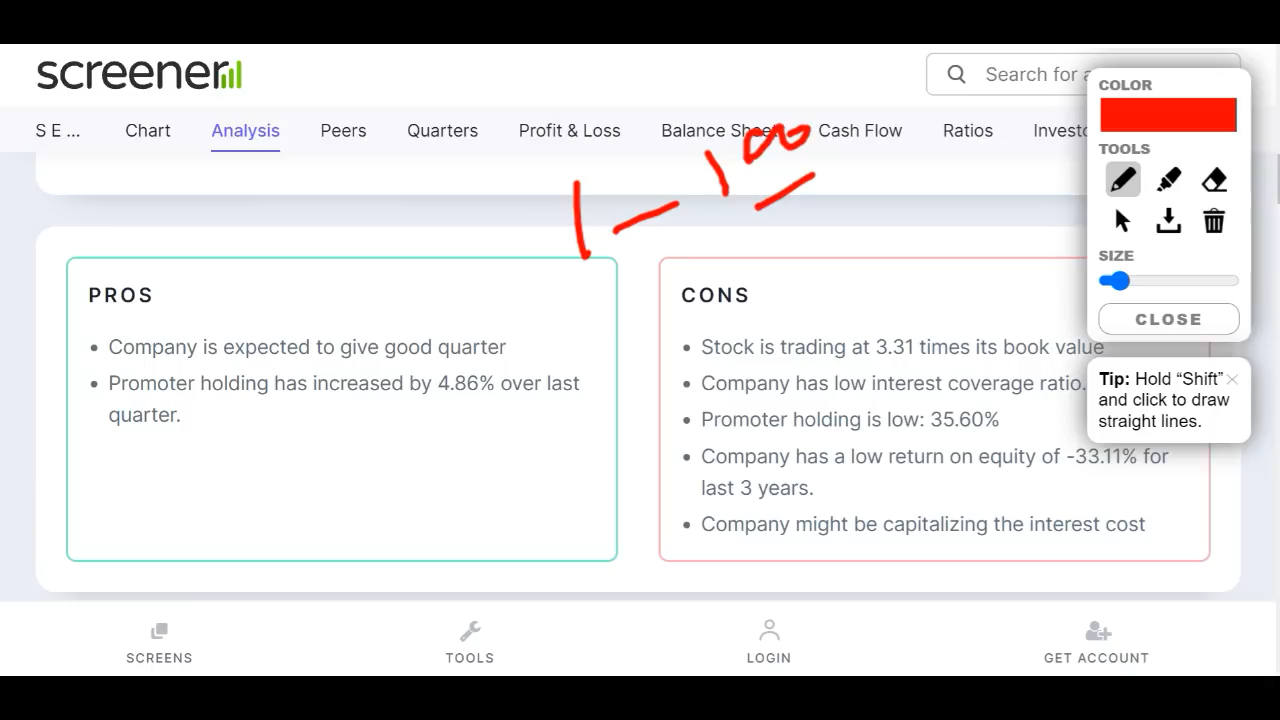 screener
Search for a
S E ... Chart Analysis Peers Quarters Profit & Loss Balance Sheet Cash Flow Ratios Investo
1 - 100
PROS
• Company is expected to give good quarter
• Promoter holding has increased by 4.86% over last
quarter.
CONS
• Stock is trading at 3.31 times its book value
• Company has low interest coverage ratio.
• Promoter holding is low: 35.60%
• Company has a low return on equity of -33.11% for
last 3 years.
• Company might be capitalizing the interest cost
COLOR
TOOLS
SIZE
CLOSE
Tip: Hold “Shift”
and click to draw
straight lines.
SCREENS TOOLS LOGIN GET ACCOUNT